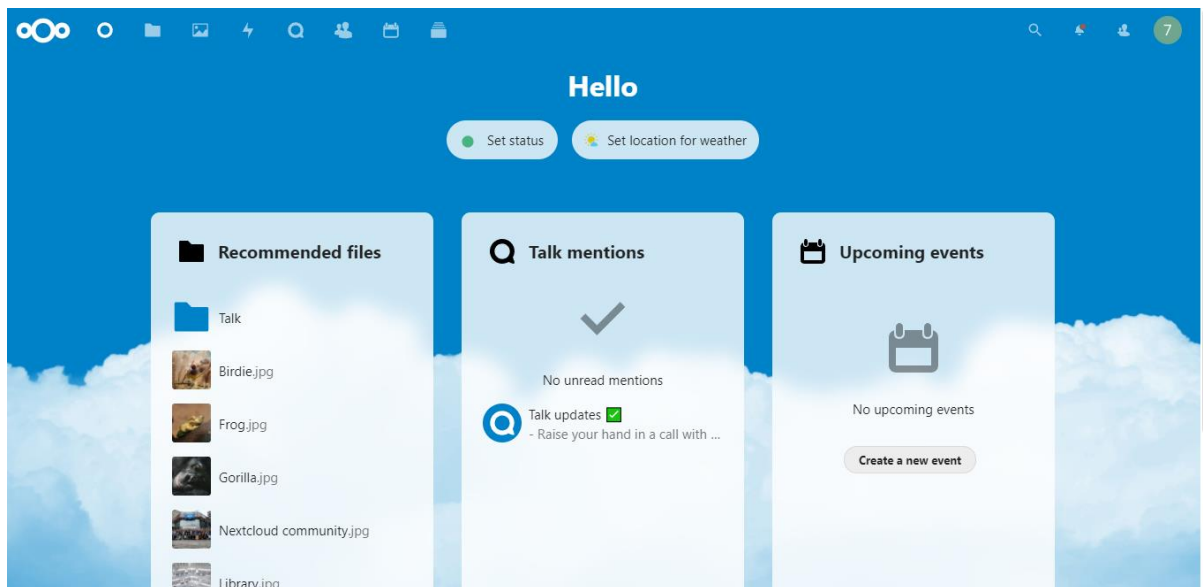 7
Hello
Set status
Set location for weather
Recommended files
Talk
Birdie.jpg
Frog.jpg
Gorilla.jpg
Nextcloud community.jpg
Library.jpg
Talk mentions
No unread mentions
Talk updates ✅
- Raise your hand in a call with ...
Upcoming events
No upcoming events
Create a new event